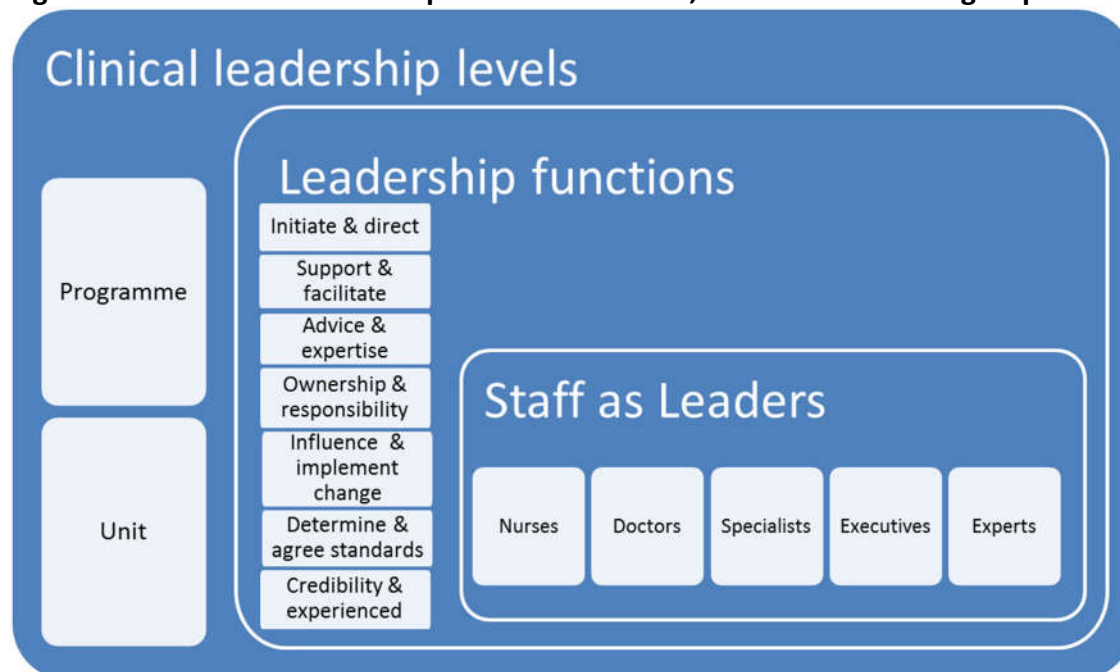 Clinical leadership levels
Programme
Unit
Leadership functions
Initiate & direct
Support &
facilitate
Advice &
expertise
Ownership &
responsibility
Influence &
implement
change
Determine &
agree standards
Credibility &
experienced
Staff as Leaders
Nurses
Doctors
Specialists
Executives
Experts